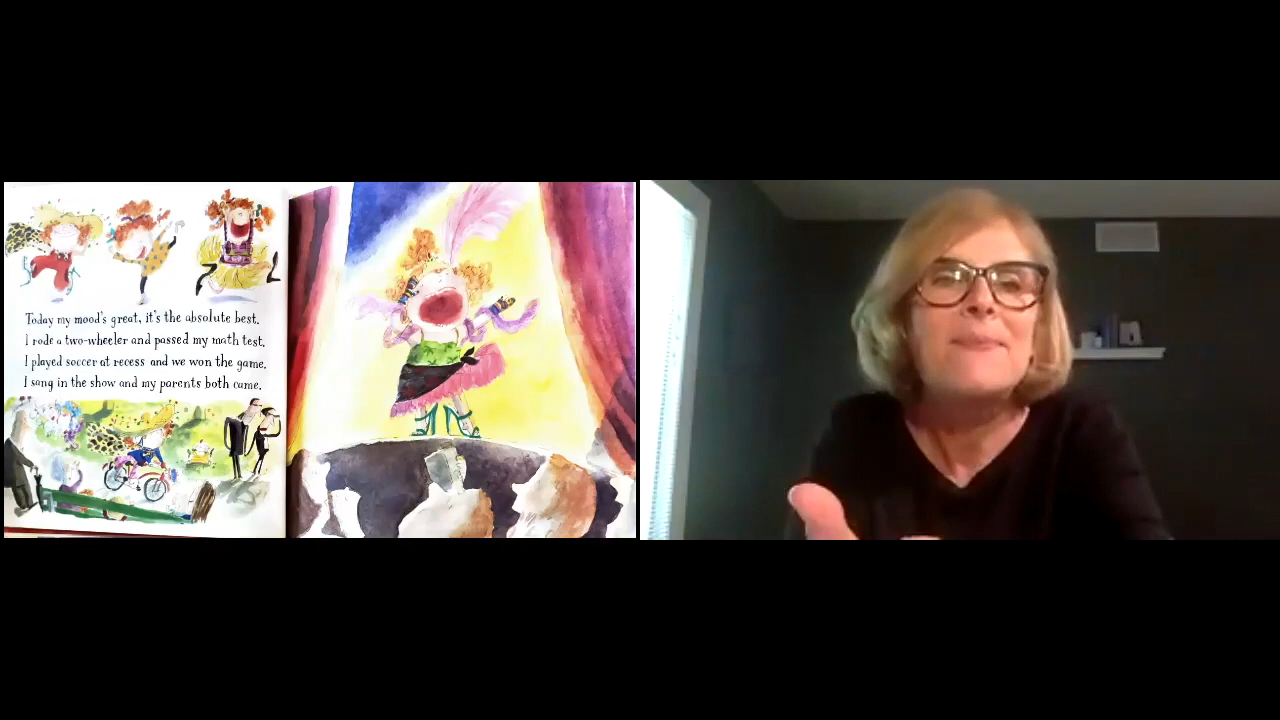 Today my mood's great, it's the absolute best.
I rode a two-wheeler and passed my math test.
I played soccer at recess and we won the game.
I sang in the show and my parents both came.